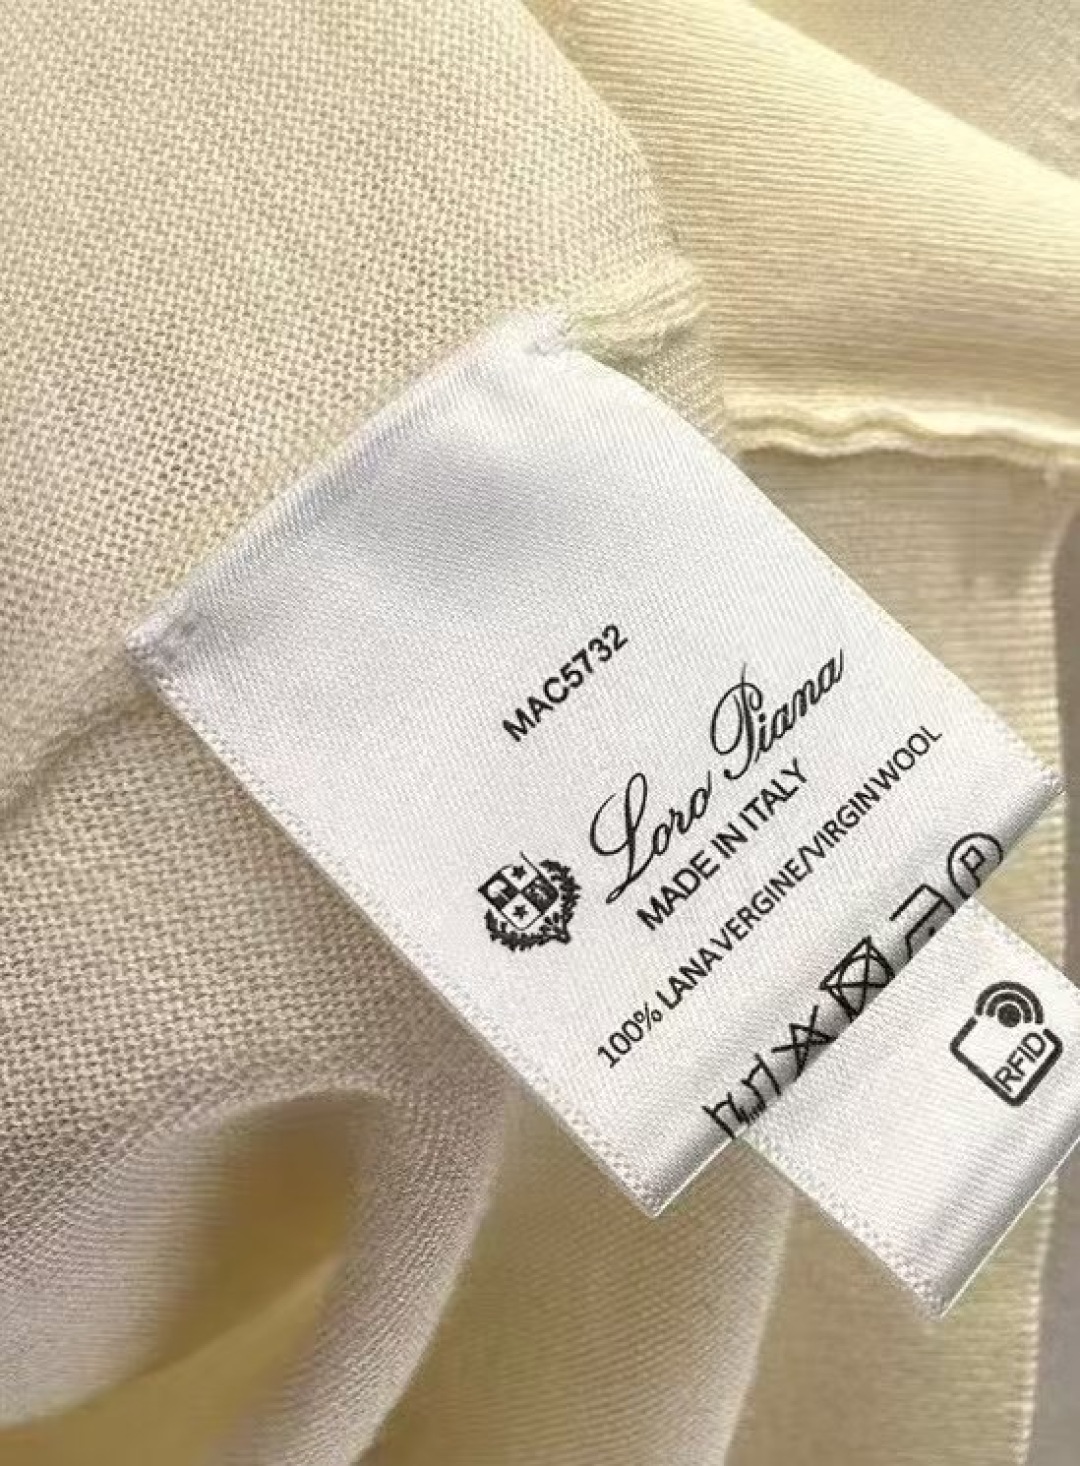 MAC5732
Loro Piana
MADE IN ITALY
100% LANA VERGINE/VIRGIN WOOL
P
RFID